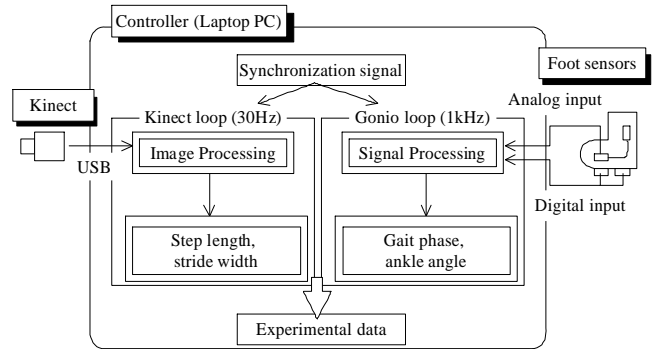 Controller (Laptop PC)
Synchronization signal
Foot sensors
Kinect
Kinect loop (30Hz)
Gonio loop (1kHz)
Analog input
Image Processing
Signal Processing
USB
Digital input
Step length,
stride width
Gait phase,
ankle angle
Experimental data